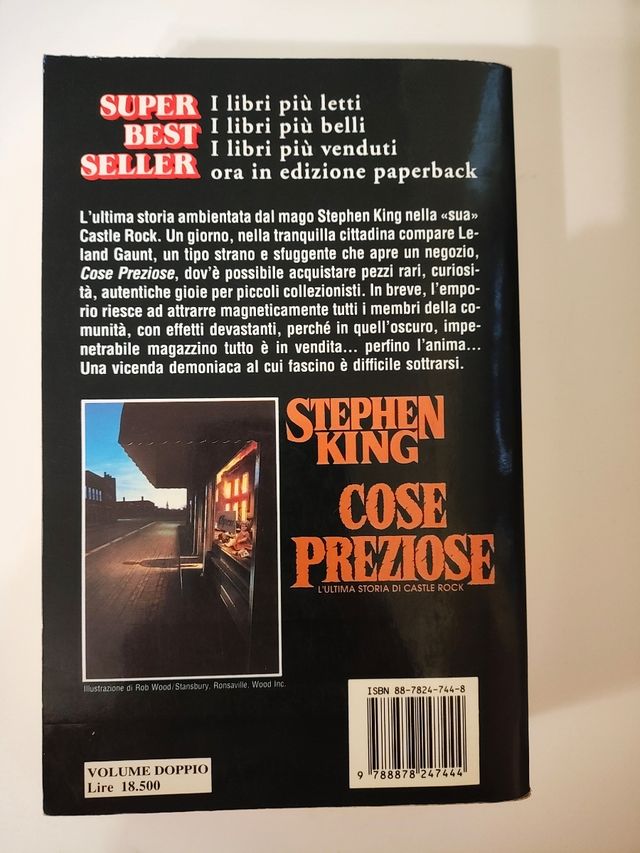 SUPER
BEST
SELLER
I libri più letti
I libri più belli
I libri più venduti
ora in edizione paperback
L'ultima storia ambientata dal mago Stephen King nella «sua»
Castle Rock. Un giorno, nella tranquilla cittadina compare Le-
land Gaunt, un tipo strano e sfuggente che apre un negozio,
Cose Preziose, dov'è possibile acquistare pezzi rari, curiosi-
tà, autentiche gioie per piccoli collezionisti. In breve, l'empo-
rio riesce ad attrarre magneticamente tutti i membri della co-
munità, con effetti devastanti, perché in quell'oscuro, impe-
netrabile magazzino tutto è in vendita... perfino l'anima...
Una vicenda demoniaca al cui fascino è difficile sottrarsi.
STEPHEN
KING
COSE
PREZIOSE
L'ULTIMA STORIA DI CASTLE ROCK
Illustrazione di Rob Wood/Stansbury, Ronsaville, Wood Inc.
ISBN 88-7824-744-8
9 788878 247444
VOLUME DOPPIO
Lire 18.500